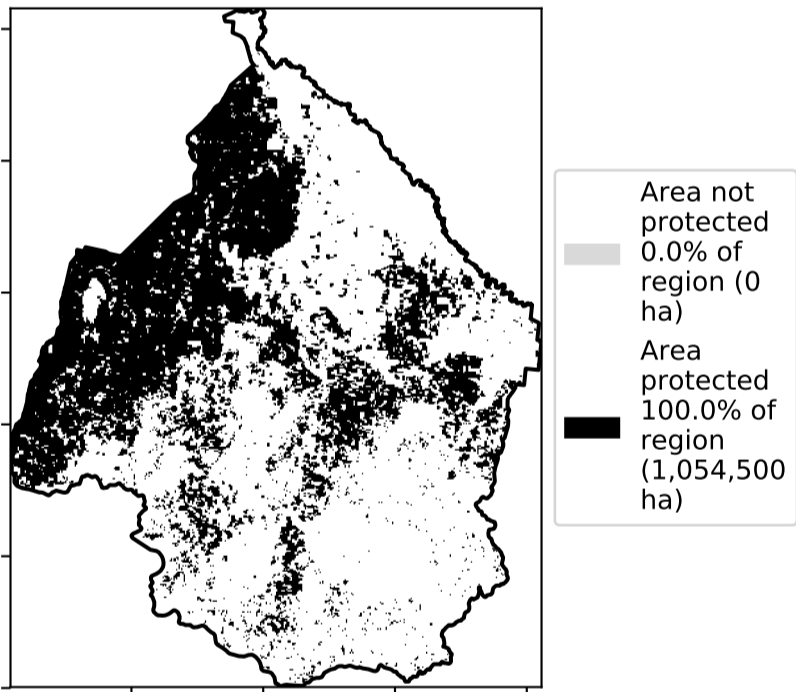 Area not
protected
0.0% of
region (0
ha)
Area
protected
100.0% of
region
(1,054,500
ha)